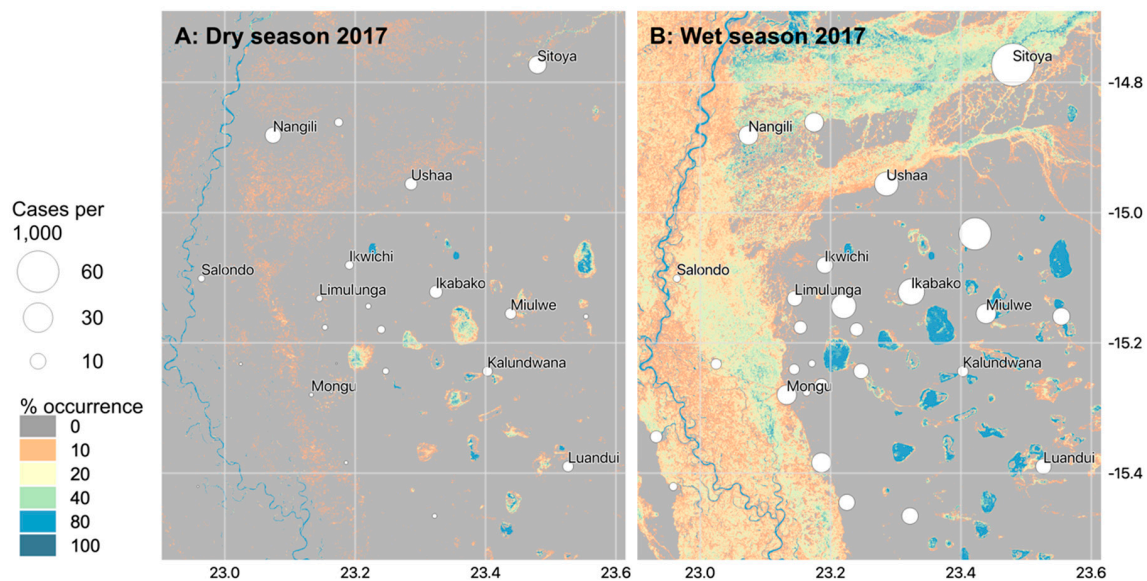 A: Dry season 2017
Sitoya
Nangili
Ushaa
Ikwichi
Salondo
Limulunga
Ikabako
Miulwe
Kalundwana
Mongu
Luandui
23.0
23.2
23.4
23.6
B: Wet season 2017
Sitoya
Nangili
Ushaa
Ikwichi
Salondo
Limulunga
Ikabako
Miulwe
Kalundwana
Mongu
Luandui
23.0
23.2
23.4
23.6
-14.8
-15.0
-15.2
-15.4
Cases per
1,000
60
30
10
% occurrence
0
10
20
40
80
100